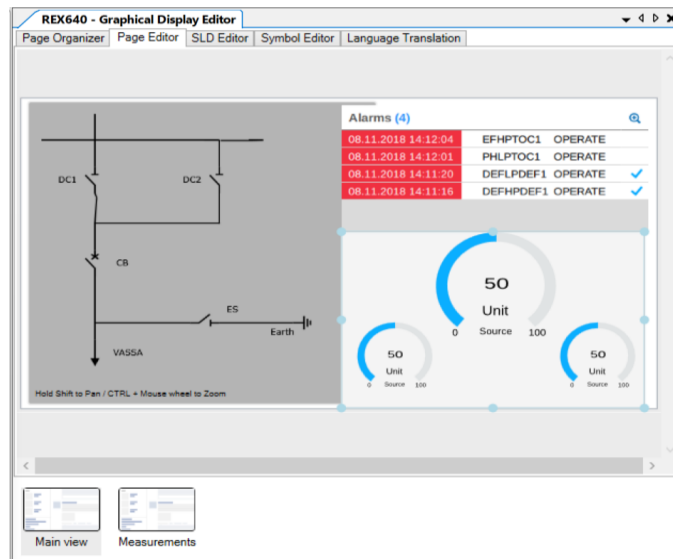 REX640 - Graphical Display Editor
Page Organizer Page Editor SLD Editor Symbol Editor Language Translation
Alarms (4)
08.11.2018 14:12:04 EFHPTOC1 OPERATE
08.11.2018 14:12:01 PHLPTOC1 OPERATE
08.11.2018 14:11:20 DEFLPDEF1 OPERATE
08.11.2018 14:11:16 DEFHPDEF1 OPERATE
DC1 DC2
CB
ES
Earth
VASSA
Hold Shift to Pan / CTRL + Mouse wheel to Zoom
50
Unit
0 Source 100
50
Unit
0 Source 100
50
Unit
0 Source 100
Main view Measurements